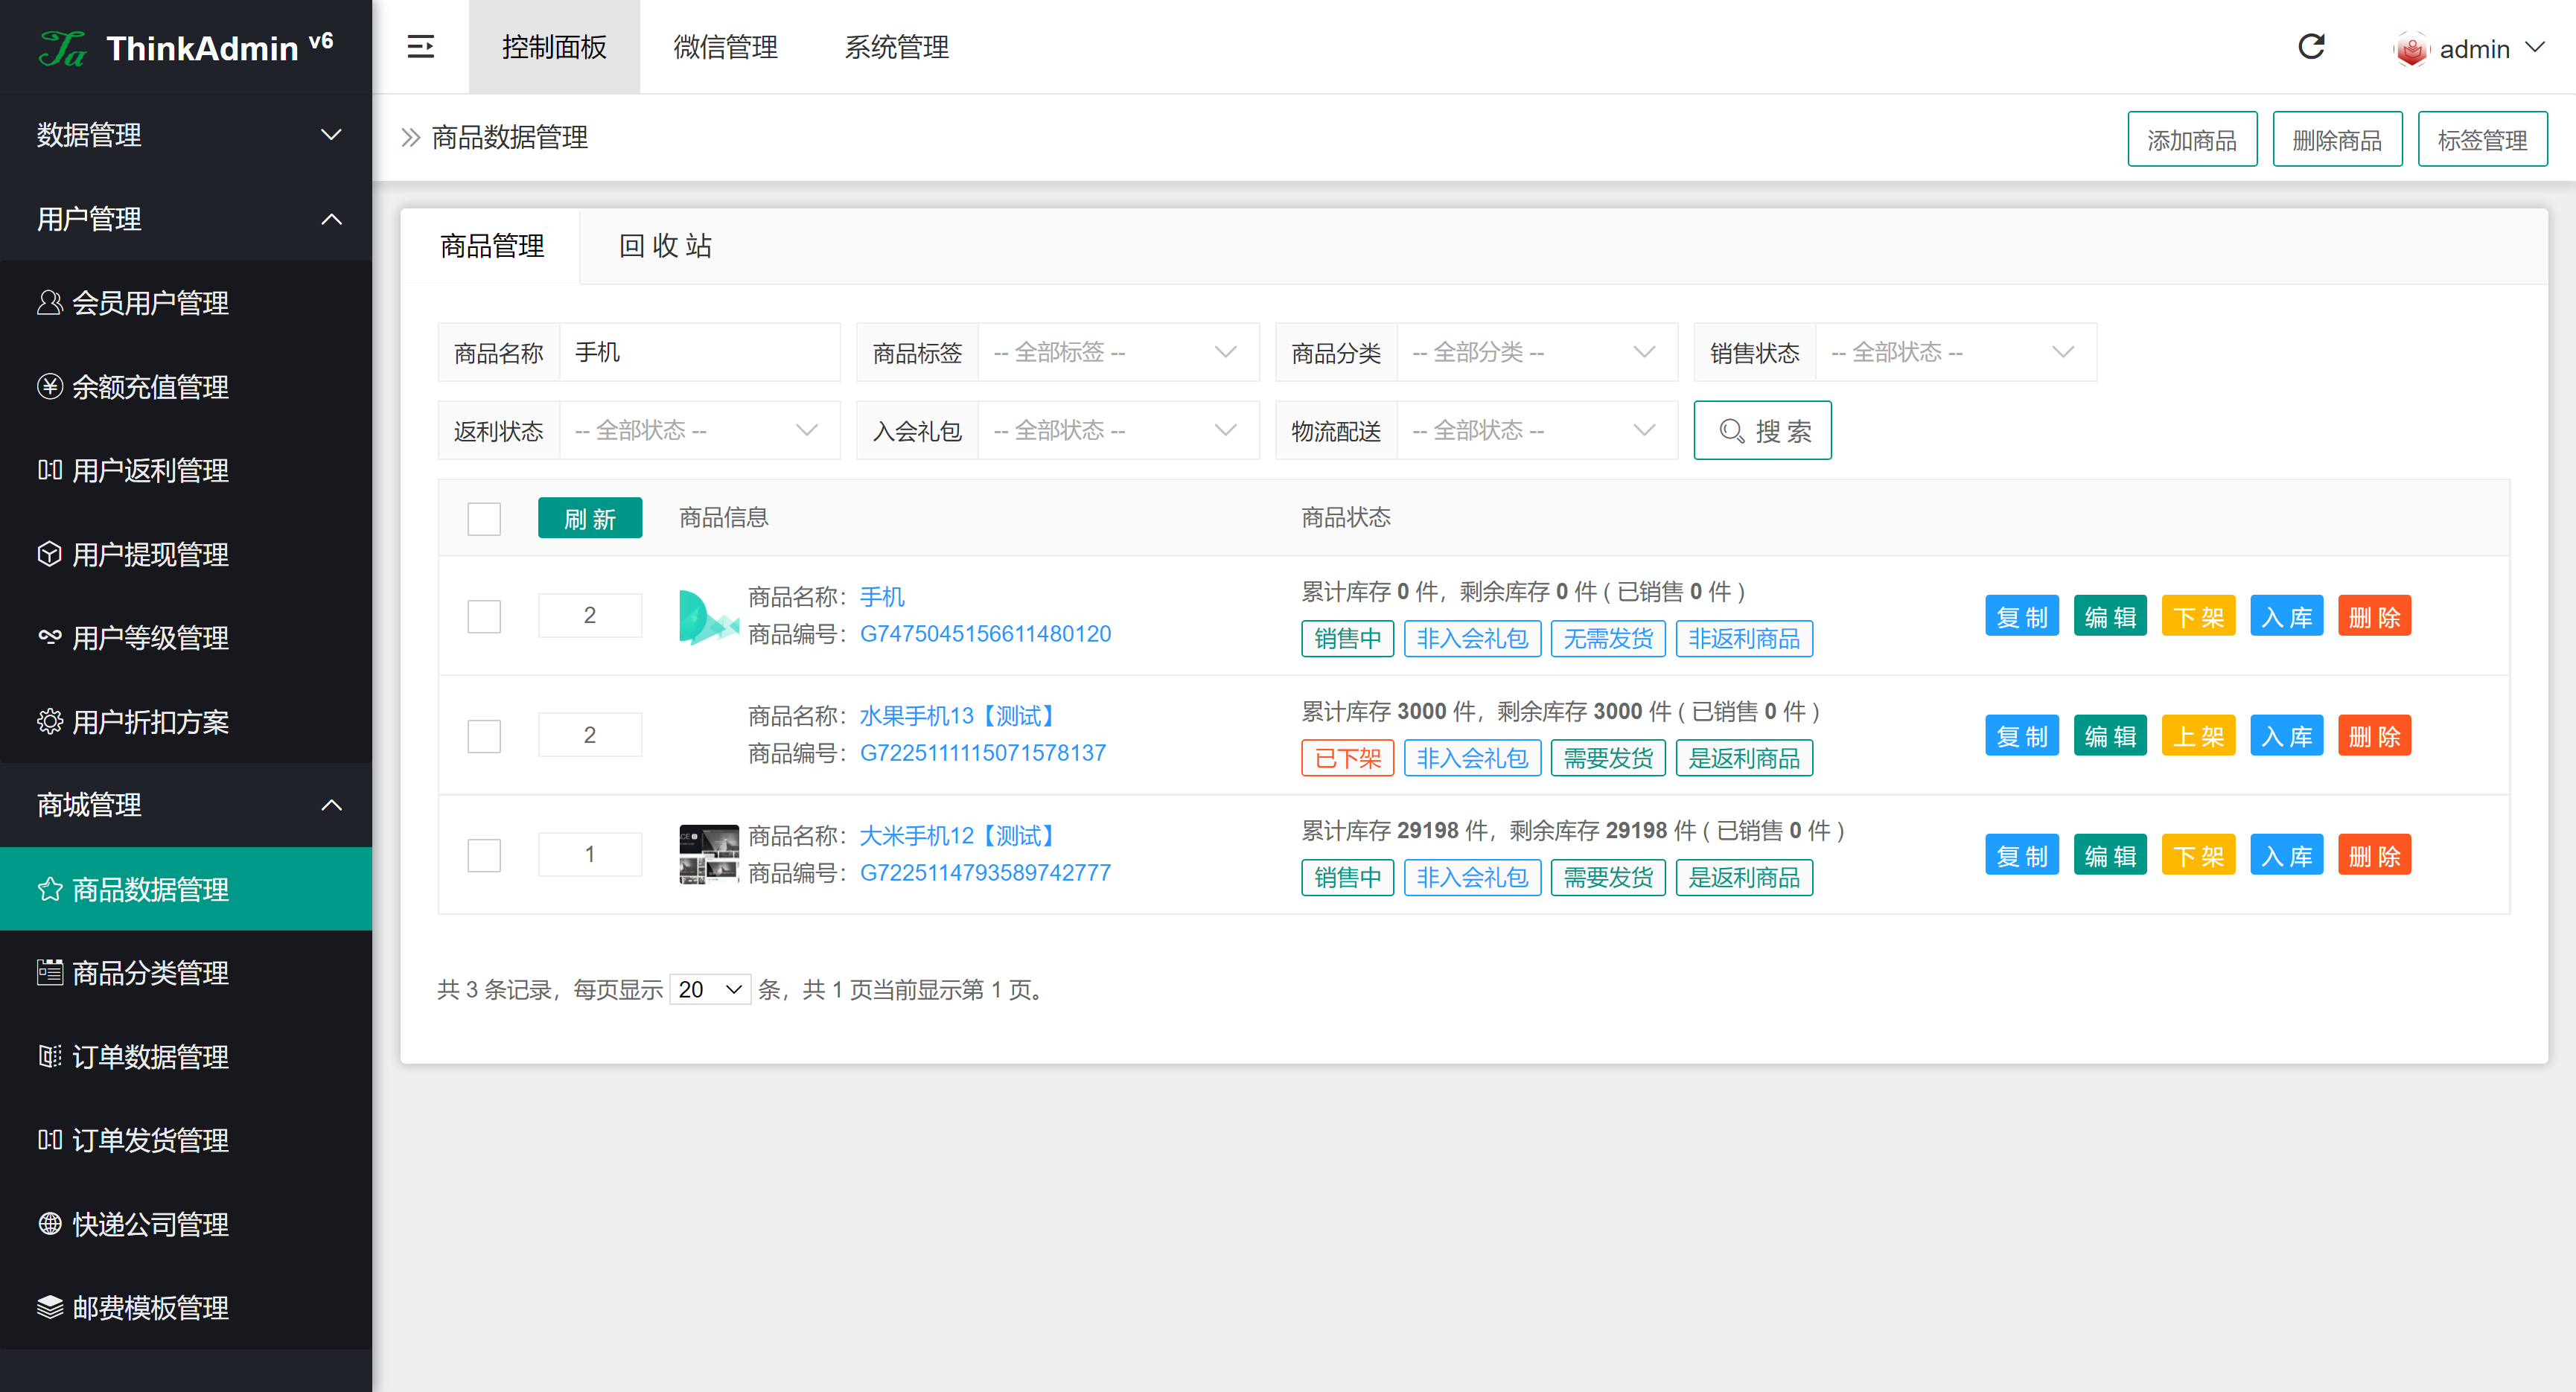 ThinkAdmin v6
控制面板 微信管理 系统管理 admin
数据管理
用户管理
会员用户管理
余额充值管理
用户返利管理
用户提现管理
用户等级管理
用户折扣方案
商城管理
商品数据管理
商品分类管理
订单数据管理
订单发货管理
快递公司管理
邮费模板管理
商品数据管理 添加商品 删除商品 标签管理
商品管理 回 收 站
商品名称 手机 商品标签 -- 全部标签 -- 商品分类 -- 全部分类 -- 销售状态 -- 全部状态 --
返利状态 -- 全部状态 -- 入会礼包 -- 全部状态 -- 物流配送 -- 全部状态 -- 搜 索
刷 新 商品信息 商品状态
2 商品名称：手机
商品编号：G7475045156611480120
累计库存 0 件，剩余库存 0 件 ( 已销售 0 件 )
销售中 非入会礼包 无需发货 非返利商品
复 制 编 辑 下 架 入 库 删 除
2 商品名称：水果手机13【测试】
商品编号：G7225111115071578137
累计库存 3000 件，剩余库存 3000 件 ( 已销售 0 件 )
已下架 非入会礼包 需要发货 是返利商品
复 制 编 辑 上 架 入 库 删 除
1 商品名称：大米手机12【测试】
商品编号：G7225114793589742777
累计库存 29198 件，剩余库存 29198 件 ( 已销售 0 件 )
销售中 非入会礼包 需要发货 是返利商品
复 制 编 辑 下 架 入 库 删 除
共 3 条记录，每页显示 20 条，共 1 页当前显示第 1 页。